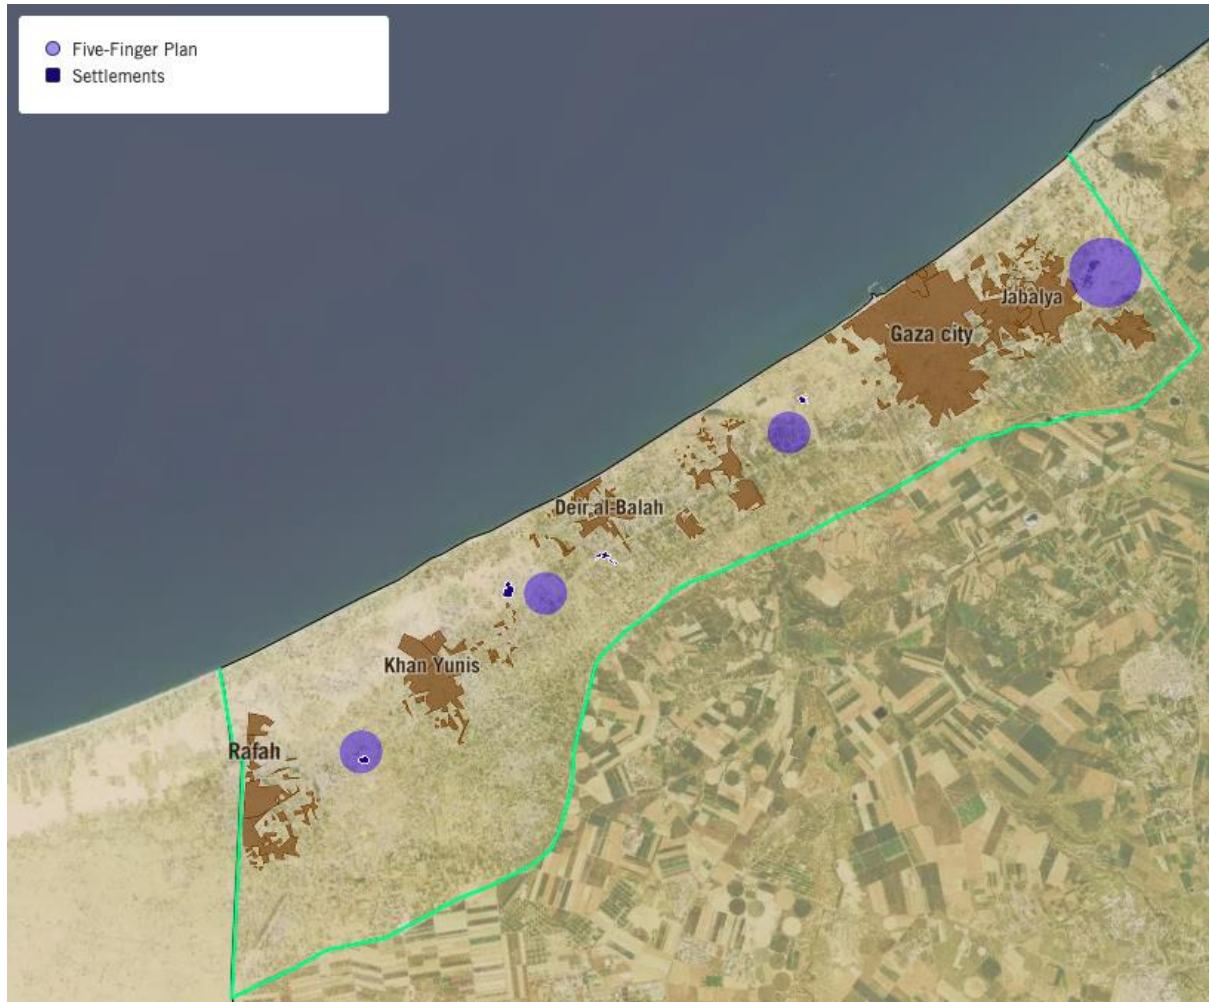 Five-Finger Plan
Settlements
Jabalya
Gaza city
Deir al-Balah
Khan Yunis
Rafah